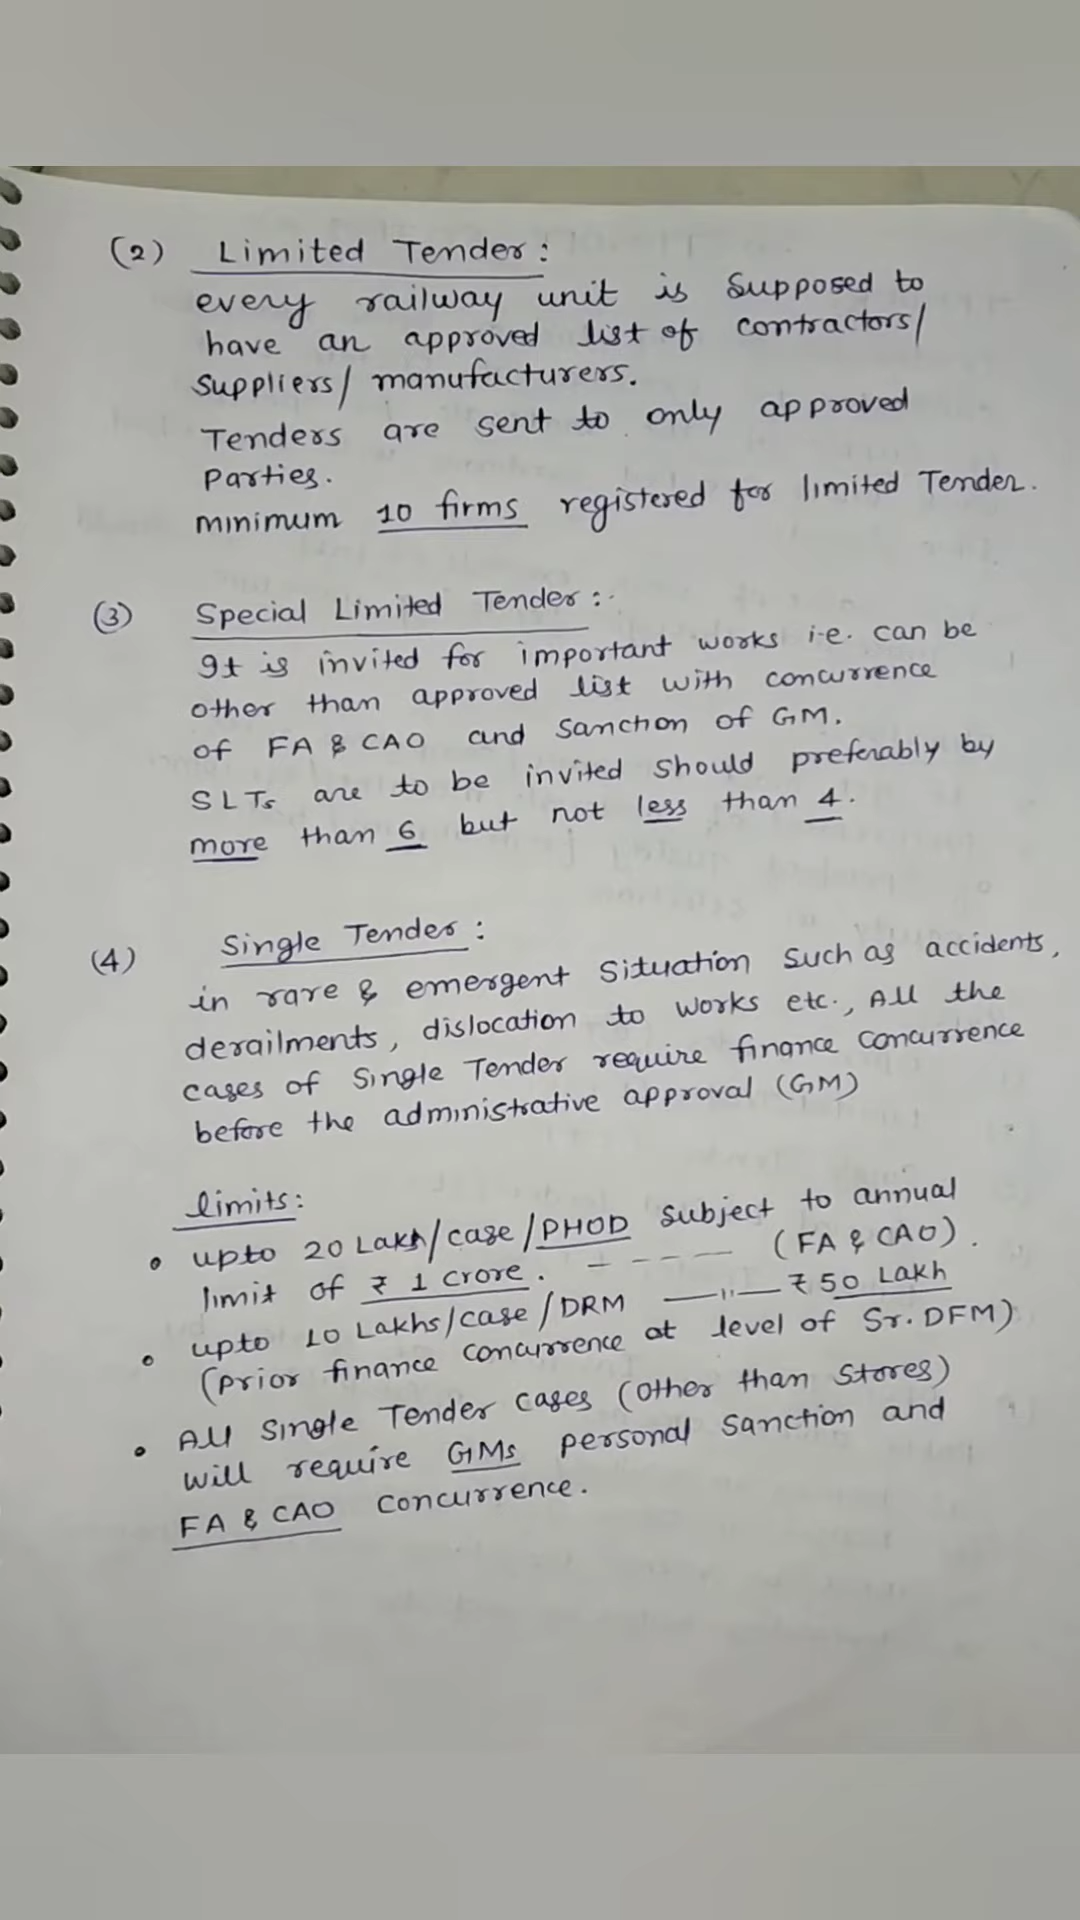 (2) Limited Tender:
every railway unit is supposed to
have an approved list of contractors/
suppliers/ manufacturers.
Tenders are sent to only approved
parties.
minimum 10 firms registered for limited Tender.
(3) Special Limited Tender:-
It is invited for important works i.e. can be
other than approved list with concurrence
of FA & CAO and sanction of GM.
SLTs are to be invited should preferably by
more than 6 but not less than 4.
(4) Single Tender:
in rare & emergent situation such as accidents,
derailments, dislocation to works etc., All the
cases of Single Tender require finance concurrence
before the administrative approval (GM)
limits:
• upto 20 Lakh/case/PHOD subject to annual
limit of ₹ 1 crore. - - - - - (FA & CAO).
• upto 10 Lakhs/case/DRM —"— ₹ 50 Lakh
(prior finance concurrence at level of Sr. DFM)
• All Single Tender cases (other than stores)
will require GMs personal sanction and
FA & CAO concurrence.